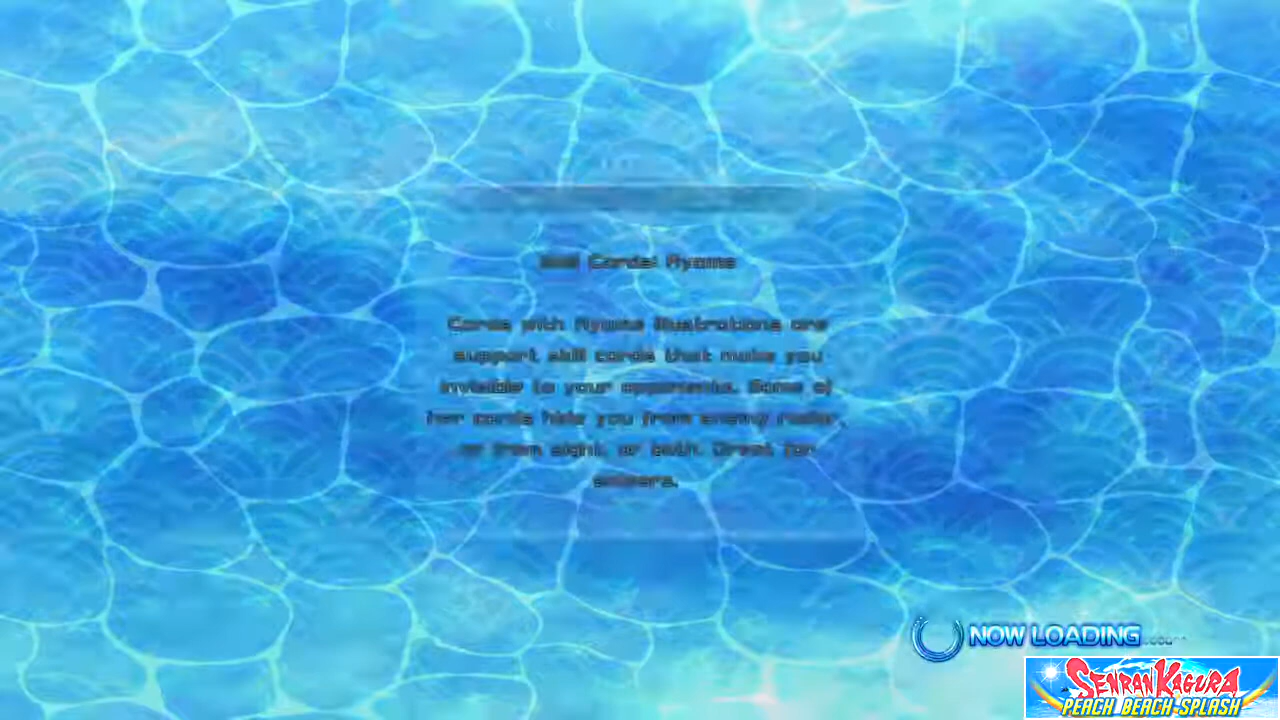 Skill Cards: Ayame
Cards with Ayame illustrations are
support skill cards that make you
invisible to your opponents. Some of
her cards hide you from enemy radar,
or from sight, or both. Great for
snipers.
NOW LOADING
SENRAN KAGURA
PEACH BEACH SPLASH